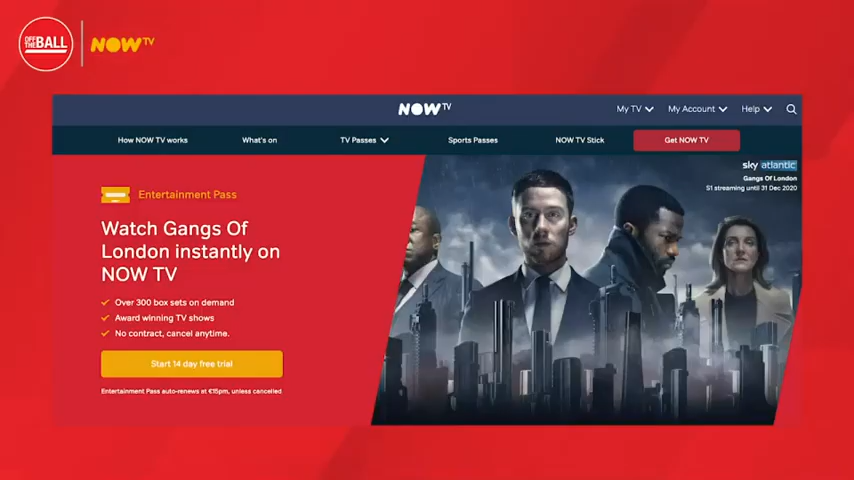 OFF
THE BALL
NOW TV
NOW TV
My TV
My Account
Help
How NOW TV works
What's on
TV Passes
Sports Passes
NOW TV Stick
Get NOW TV
sky atlantic
Gangs Of London
S1 streaming until 31 Dec 2020
Entertainment Pass
Watch Gangs Of
London instantly on
NOW TV
Over 300 box sets on demand
Award winning TV shows
No contract, cancel anytime.
Start 14 day free trial
Entertainment Pass auto-renews at €15pm, unless cancelled